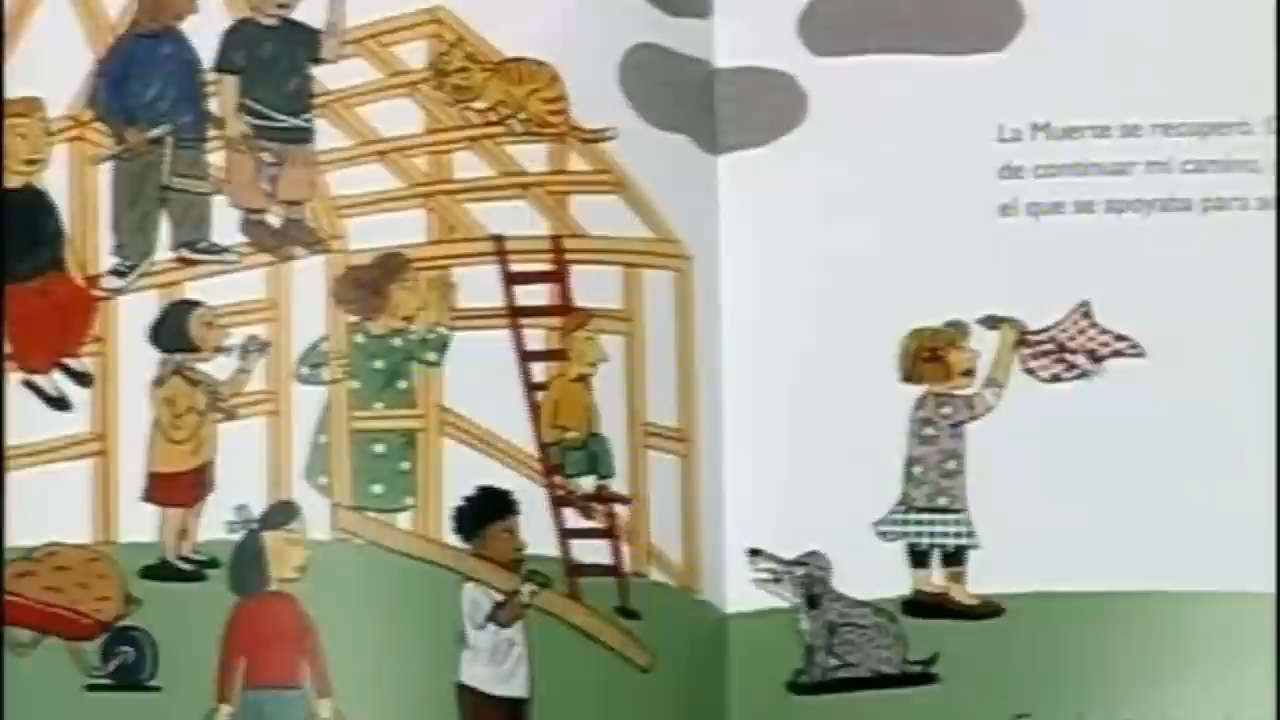 La Muerte se recuperó.
de continuar mi camino,
el que se apoyaba para